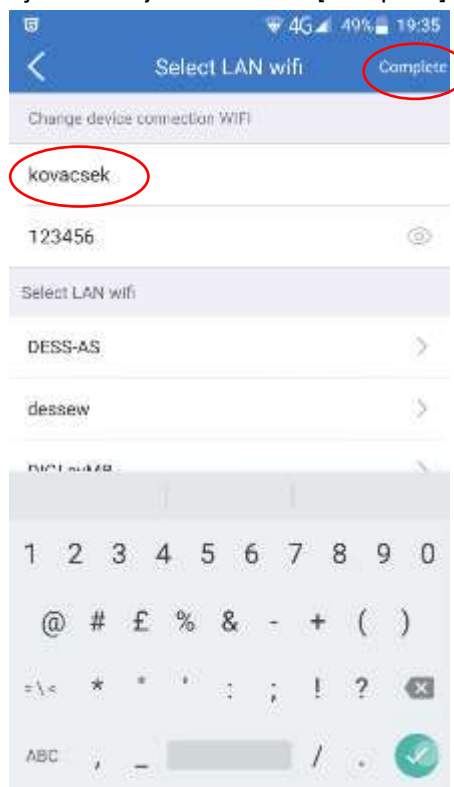 4G 49% 19:35
Select LAN wifi Complete
Change device connection WIFI
kovacsek
123456
Select LAN wifi
DESS-AS
dessew
1 2 3 4 5 6 7 8 9 0
@ # £ % & - + ( )
=\< * " ' : ; ! ?
ABC , _ / .